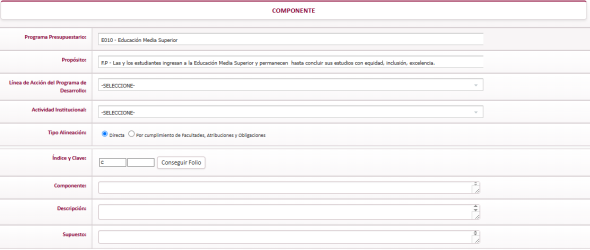 COMPONENTE
Programa Presupuestario: E010 - Educación Media Superior
Propósito: P.P - Las y los estudiantes ingresan a la Educación Media Superior y permanecen hasta concluir sus estudios con equidad, inclusión, excelencia.
Línea de Acción del Programa de
Desarrollo: -SELECCIONE-
Actividad Institucional: -SELECCIONE-
Tipo Alineación: Directa Por cumplimiento de Facultades, Atribuciones y Obligaciones
Índice y Clave: C Conseguir Folio
Componente:
Descripción:
Supuesto: